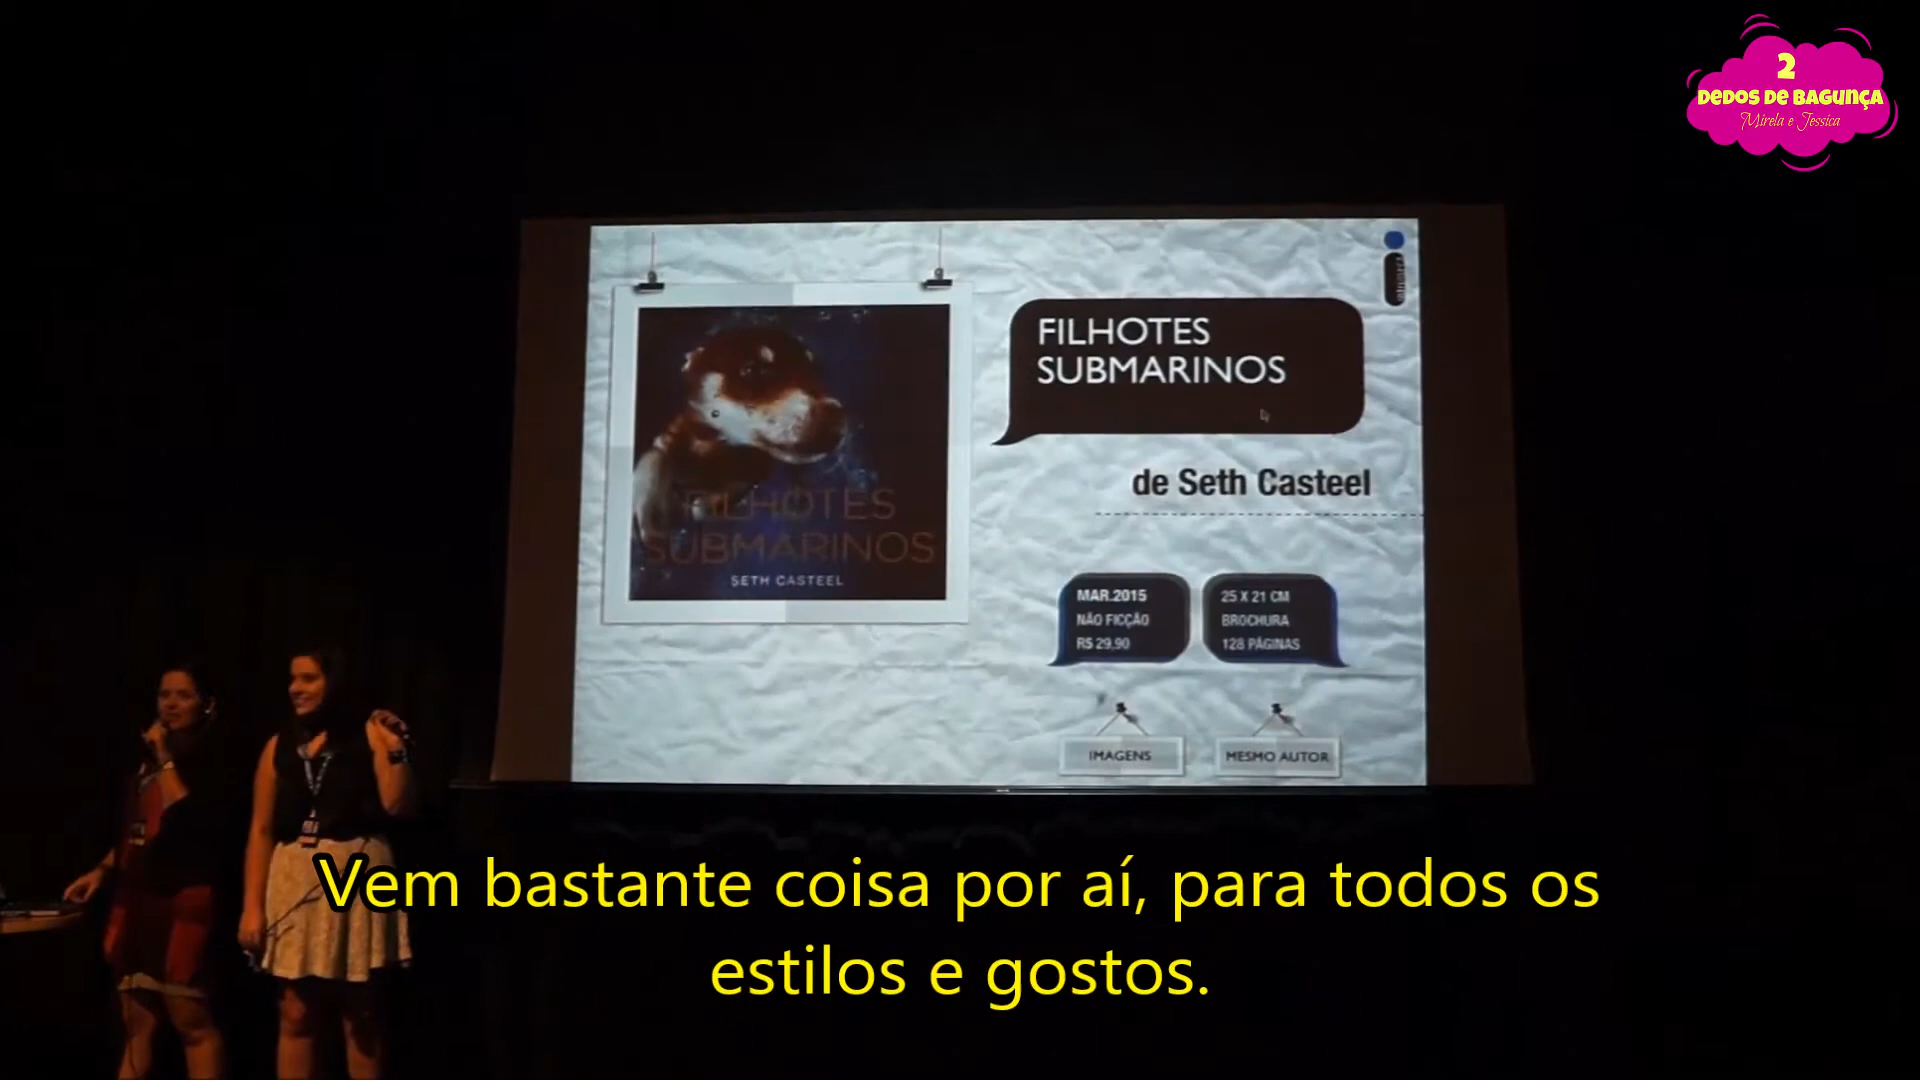 2
DEDOS DE BAGUNÇA
Mirela e Jessica
FILHOTES
SUBMARINOS
de Seth Casteel
FILHOTES
SUBMARINOS
SETH CASTEEL
MAR.2015
NÃO FICÇÃO
R$ 29,90
25 X 21 CM
BROCHURA
128 PÁGINAS
IMAGENS
MESMO AUTOR
Vem bastante coisa por aí, para todos os
estilos e gostos.